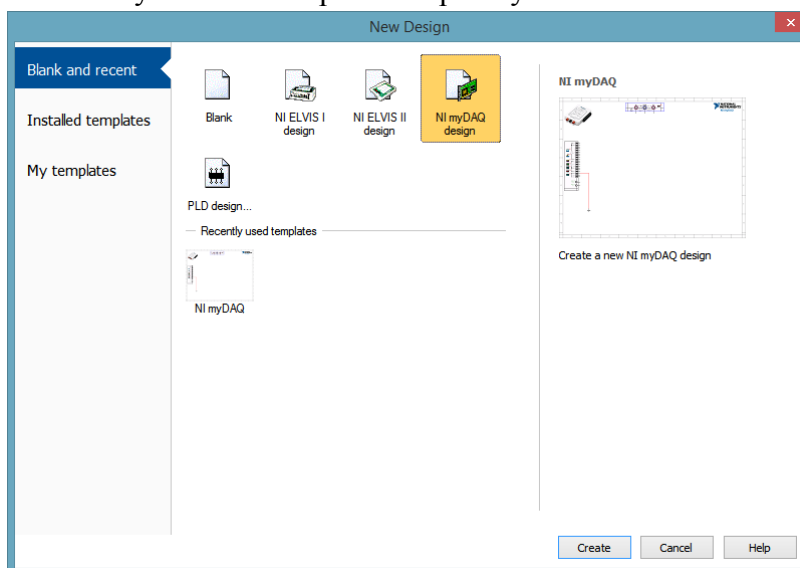 New Design
Blank and recent
Installed templates
My templates
Blank
NI ELVIS I
design
NI ELVIS II
design
NI myDAQ
design
PLD design...
Recently used templates
NI myDAQ
NI myDAQ
Create a new NI myDAQ design
Create
Cancel
Help